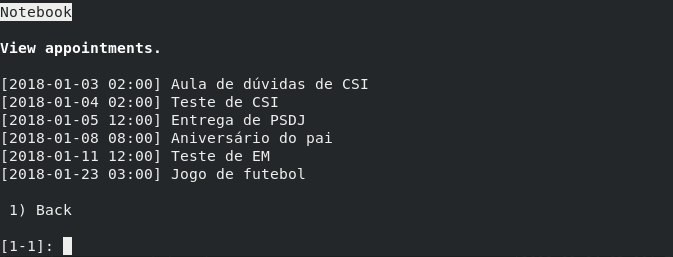 Notebook
View appointments.
[2018-01-03 02:00] Aula de dúvidas de CSI
[2018-01-04 02:00] Teste de CSI
[2018-01-05 12:00] Entrega de PSDJ
[2018-01-08 08:00] Aniversário do pai
[2018-01-11 12:00] Teste de EM
[2018-01-23 03:00] Jogo de futebol
1) Back
[1-1]: